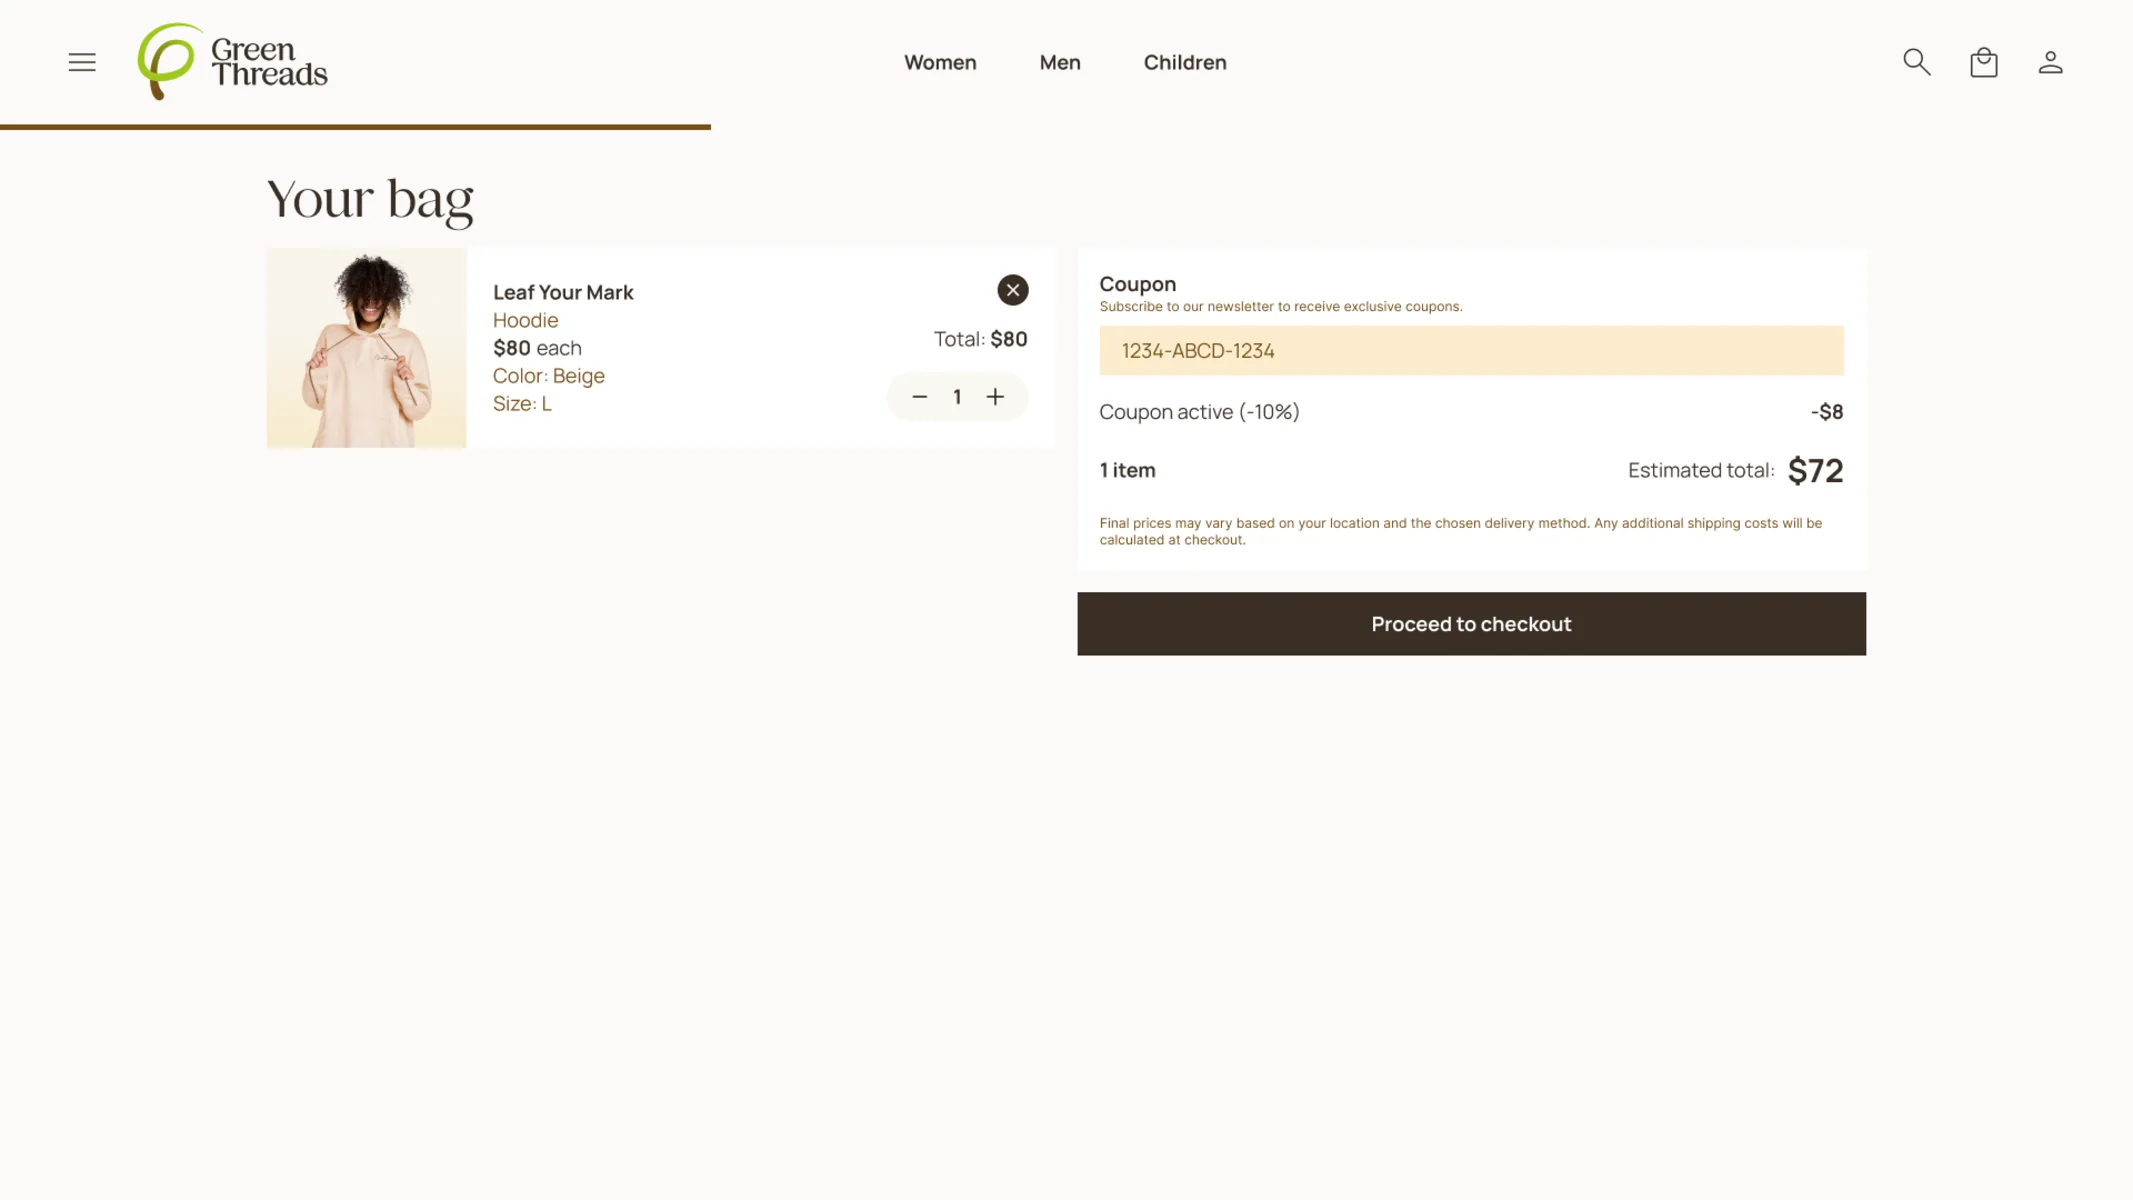 Green
Threads
Women
Men
Children
Your bag
Leaf Your Mark
Hoodie
$80 each
Color: Beige
Size: L
Total: $80
1
Coupon
Subscribe to our newsletter to receive exclusive coupons.
1234-ABCD-1234
Coupon active (-10%)
-$8
1 item
Estimated total: $72
Final prices may vary based on your location and the chosen delivery method. Any additional shipping costs will be
calculated at checkout.
Proceed to checkout